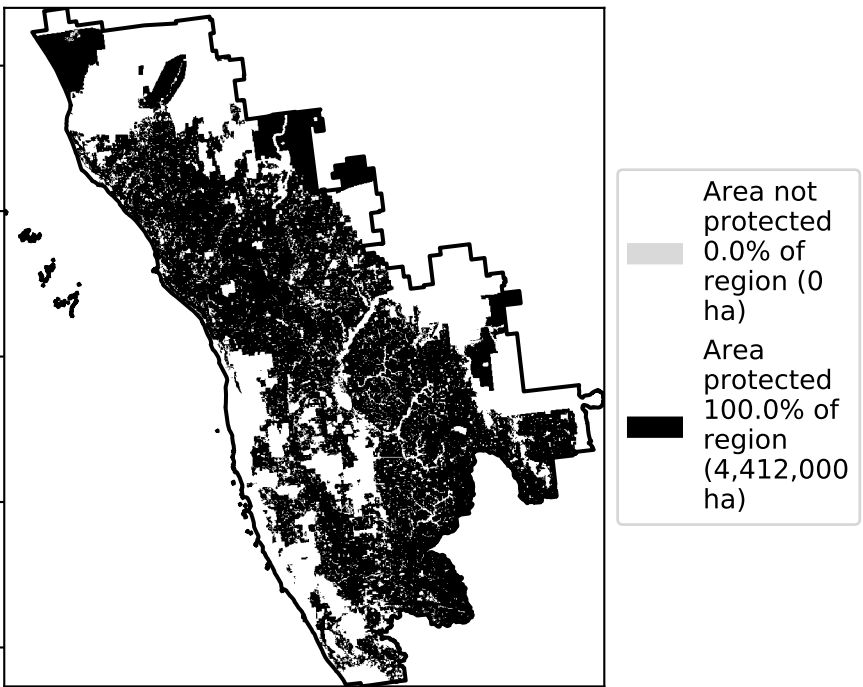 Area not
protected
0.0% of
region (0
ha)
Area
protected
100.0% of
region
(4,412,000
ha)